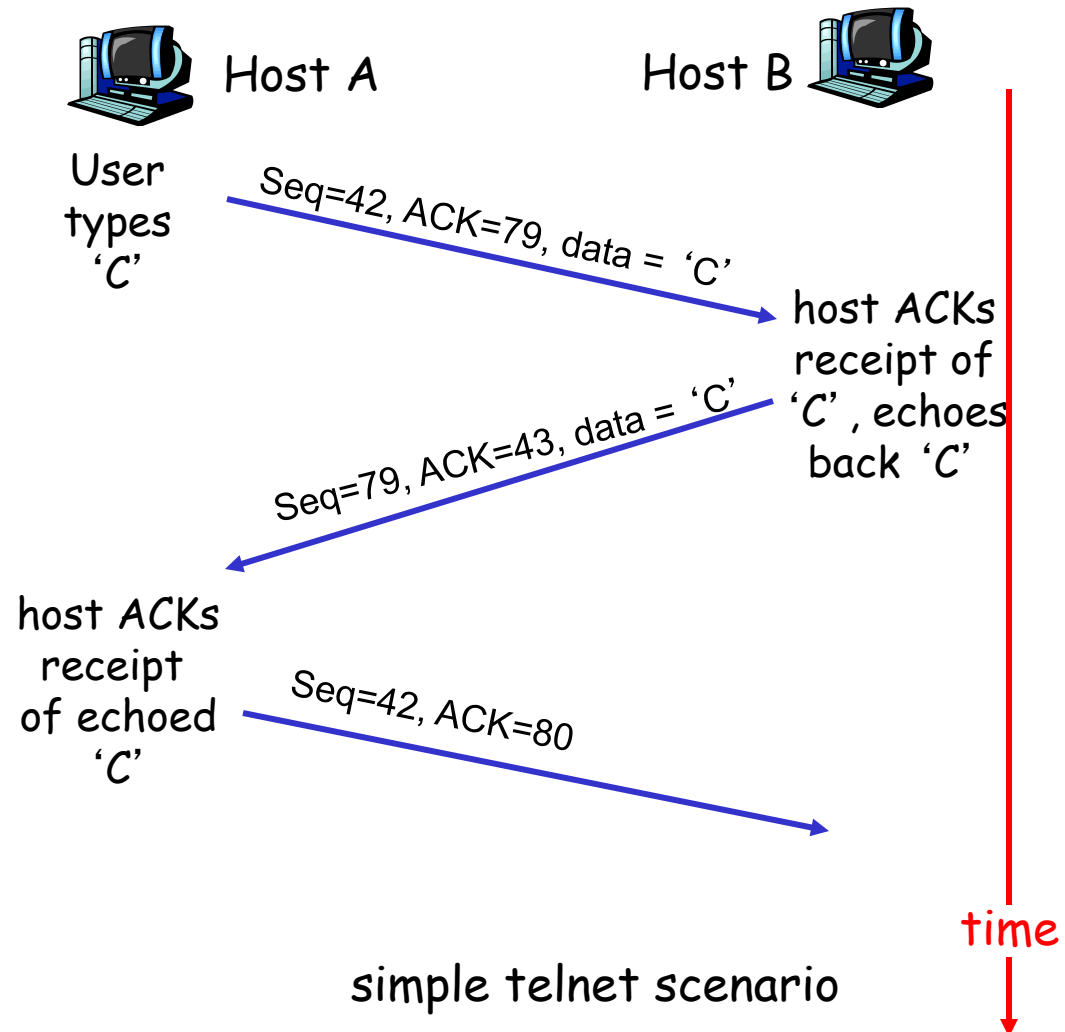 Host A
Host B
User
types
‘C’
Seq=42, ACK=79, data = ‘C’
host ACKs
receipt of
‘C’ , echoes
back ‘C’
Seq=79, ACK=43, data = ‘C’
host ACKs
receipt
of echoed
‘C’
Seq=42, ACK=80
time
simple telnet scenario